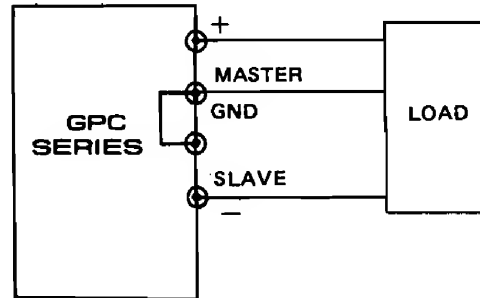 +
MASTER
GND
GPC
SERIES
LOAD
SLAVE
−